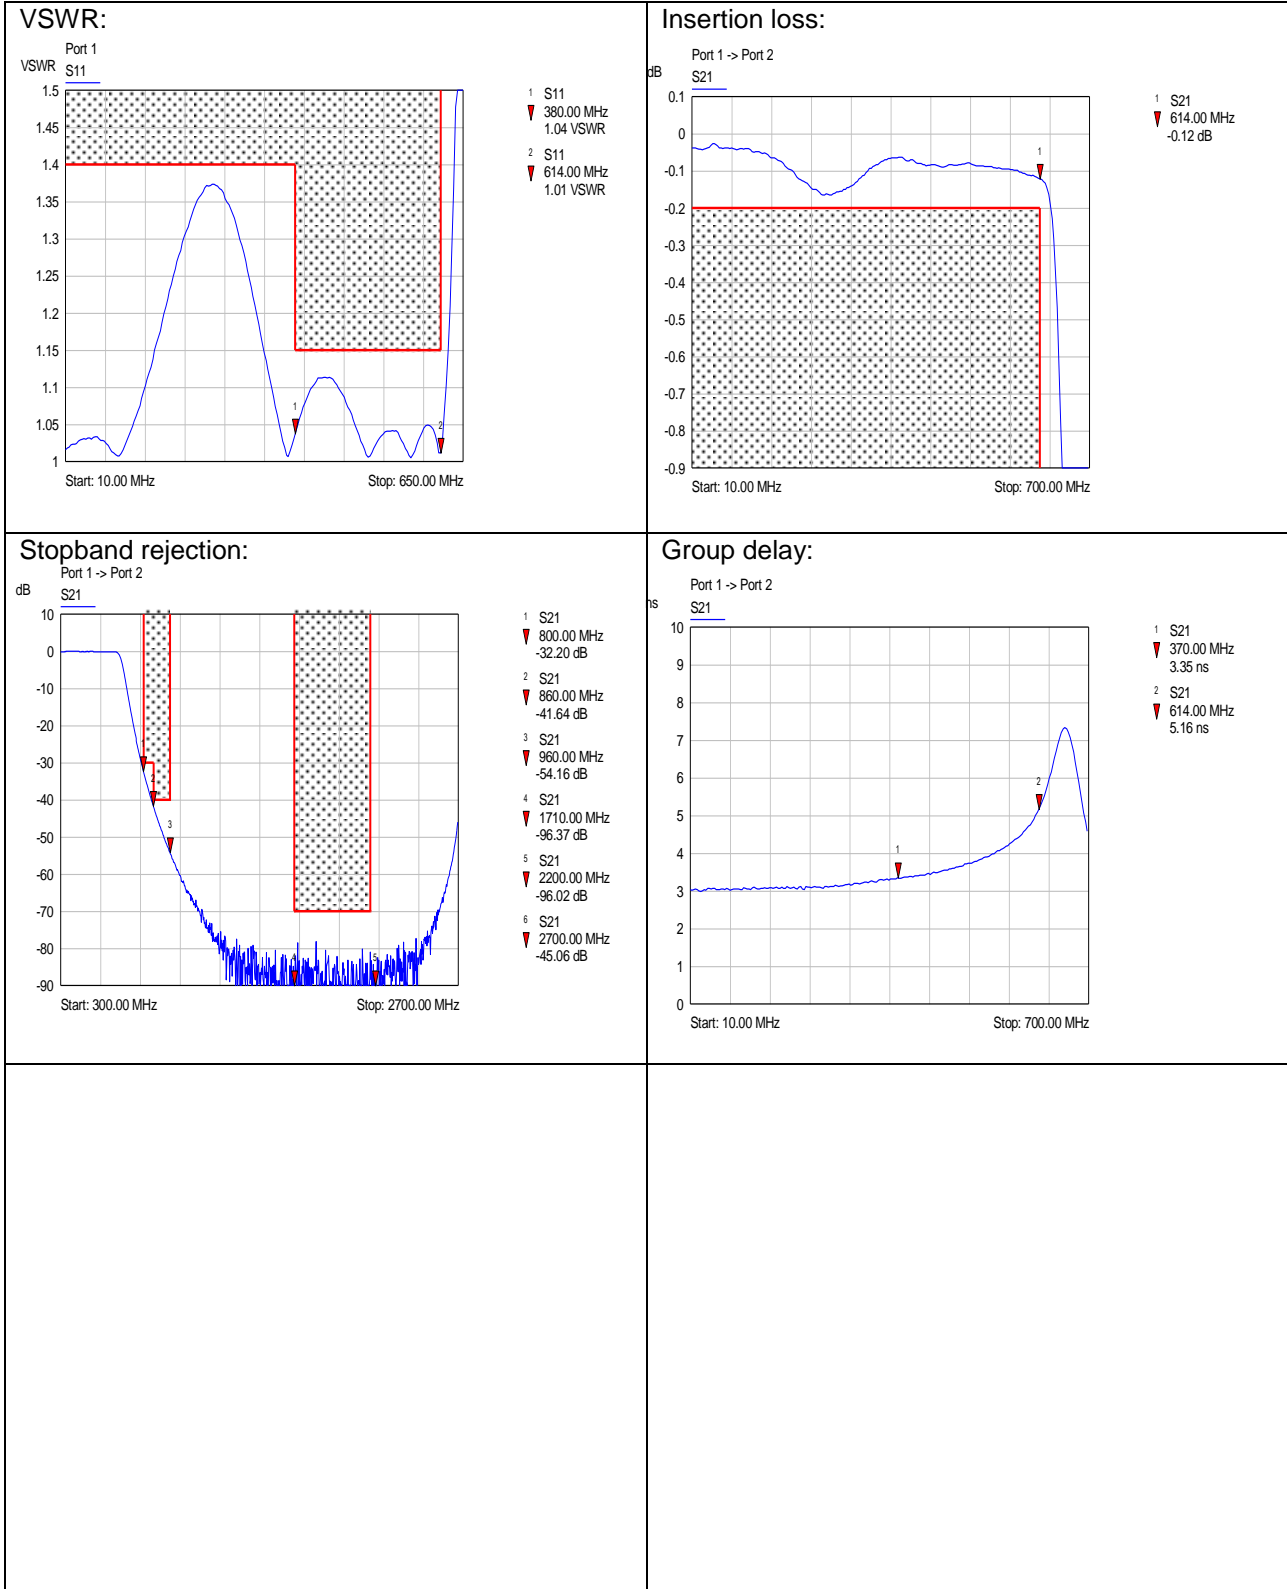 VSWR:
Port 1
VSWR
S11
1.5
1.45
1.4
1.35
1.3
1.25
1.2
1.15
1.1
1.05
1
1
2
Start: 10.00 MHz
Stop: 650.00 MHz
1 S11
380.00 MHz
1.04 VSWR
2 S11
614.00 MHz
1.01 VSWR
Insertion loss:
Port 1 -> Port 2
dB
S21
0.1
0
-0.1
-0.2
-0.3
-0.4
-0.5
-0.6
-0.7
-0.8
-0.9
1
Start: 10.00 MHz
Stop: 700.00 MHz
1 S21
614.00 MHz
-0.12 dB
Stopband rejection:
Port 1 -> Port 2
dB
S21
10
0
-10
-20
-30
-40
-50
-60
-70
-80
-90
1
2
3
4
5
Start: 300.00 MHz
Stop: 2700.00 MHz
1 S21
800.00 MHz
-32.20 dB
2 S21
860.00 MHz
-41.64 dB
3 S21
960.00 MHz
-54.16 dB
4 S21
1710.00 MHz
-96.37 dB
5 S21
2200.00 MHz
-96.02 dB
6 S21
2700.00 MHz
-45.06 dB
Group delay:
Port 1 -> Port 2
ns
S21
10
9
8
7
6
5
4
3
2
1
0
1
2
Start: 10.00 MHz
Stop: 700.00 MHz
1 S21
370.00 MHz
3.35 ns
2 S21
614.00 MHz
5.16 ns